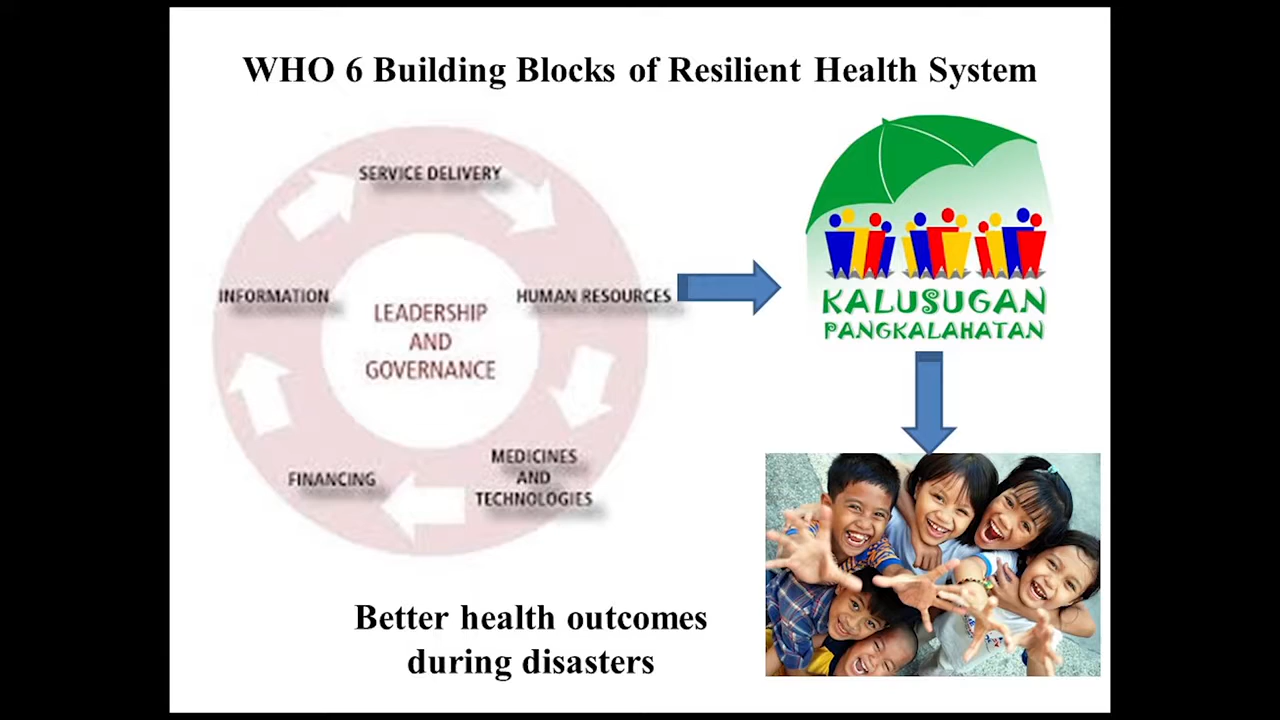 WHO 6 Building Blocks of Resilient Health System
SERVICE DELIVERY
HUMAN RESOURCES
MEDICINES
AND
TECHNOLOGIES
FINANCING
INFORMATION
LEADERSHIP
AND
GOVERNANCE
KALUSUGAN
PANGKALAHATAN
Better health outcomes
during disasters